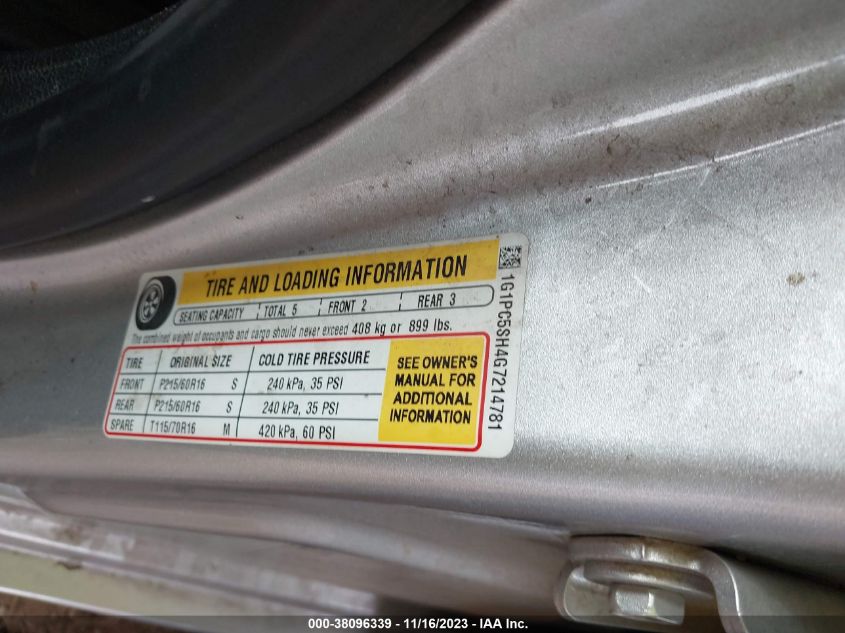 TIRE AND LOADING INFORMATION
SEATING CAPACITY TOTAL 5 FRONT 2 REAR 3
The combined weight of occupants and cargo should never exceed 408 kg or 899 lbs.
TIRE ORIGINAL SIZE COLD TIRE PRESSURE
FRONT P215/60R16 S 240 kPa, 35 PSI
REAR P215/60R16 S 240 kPa, 35 PSI
SPARE T115/70R16 M 420 kPa, 60 PSI
SEE OWNER'S
MANUAL FOR
ADDITIONAL
INFORMATION
1G1PC5SH4G7214781
000-38096339 - 11/16/2023 - IAA Inc.